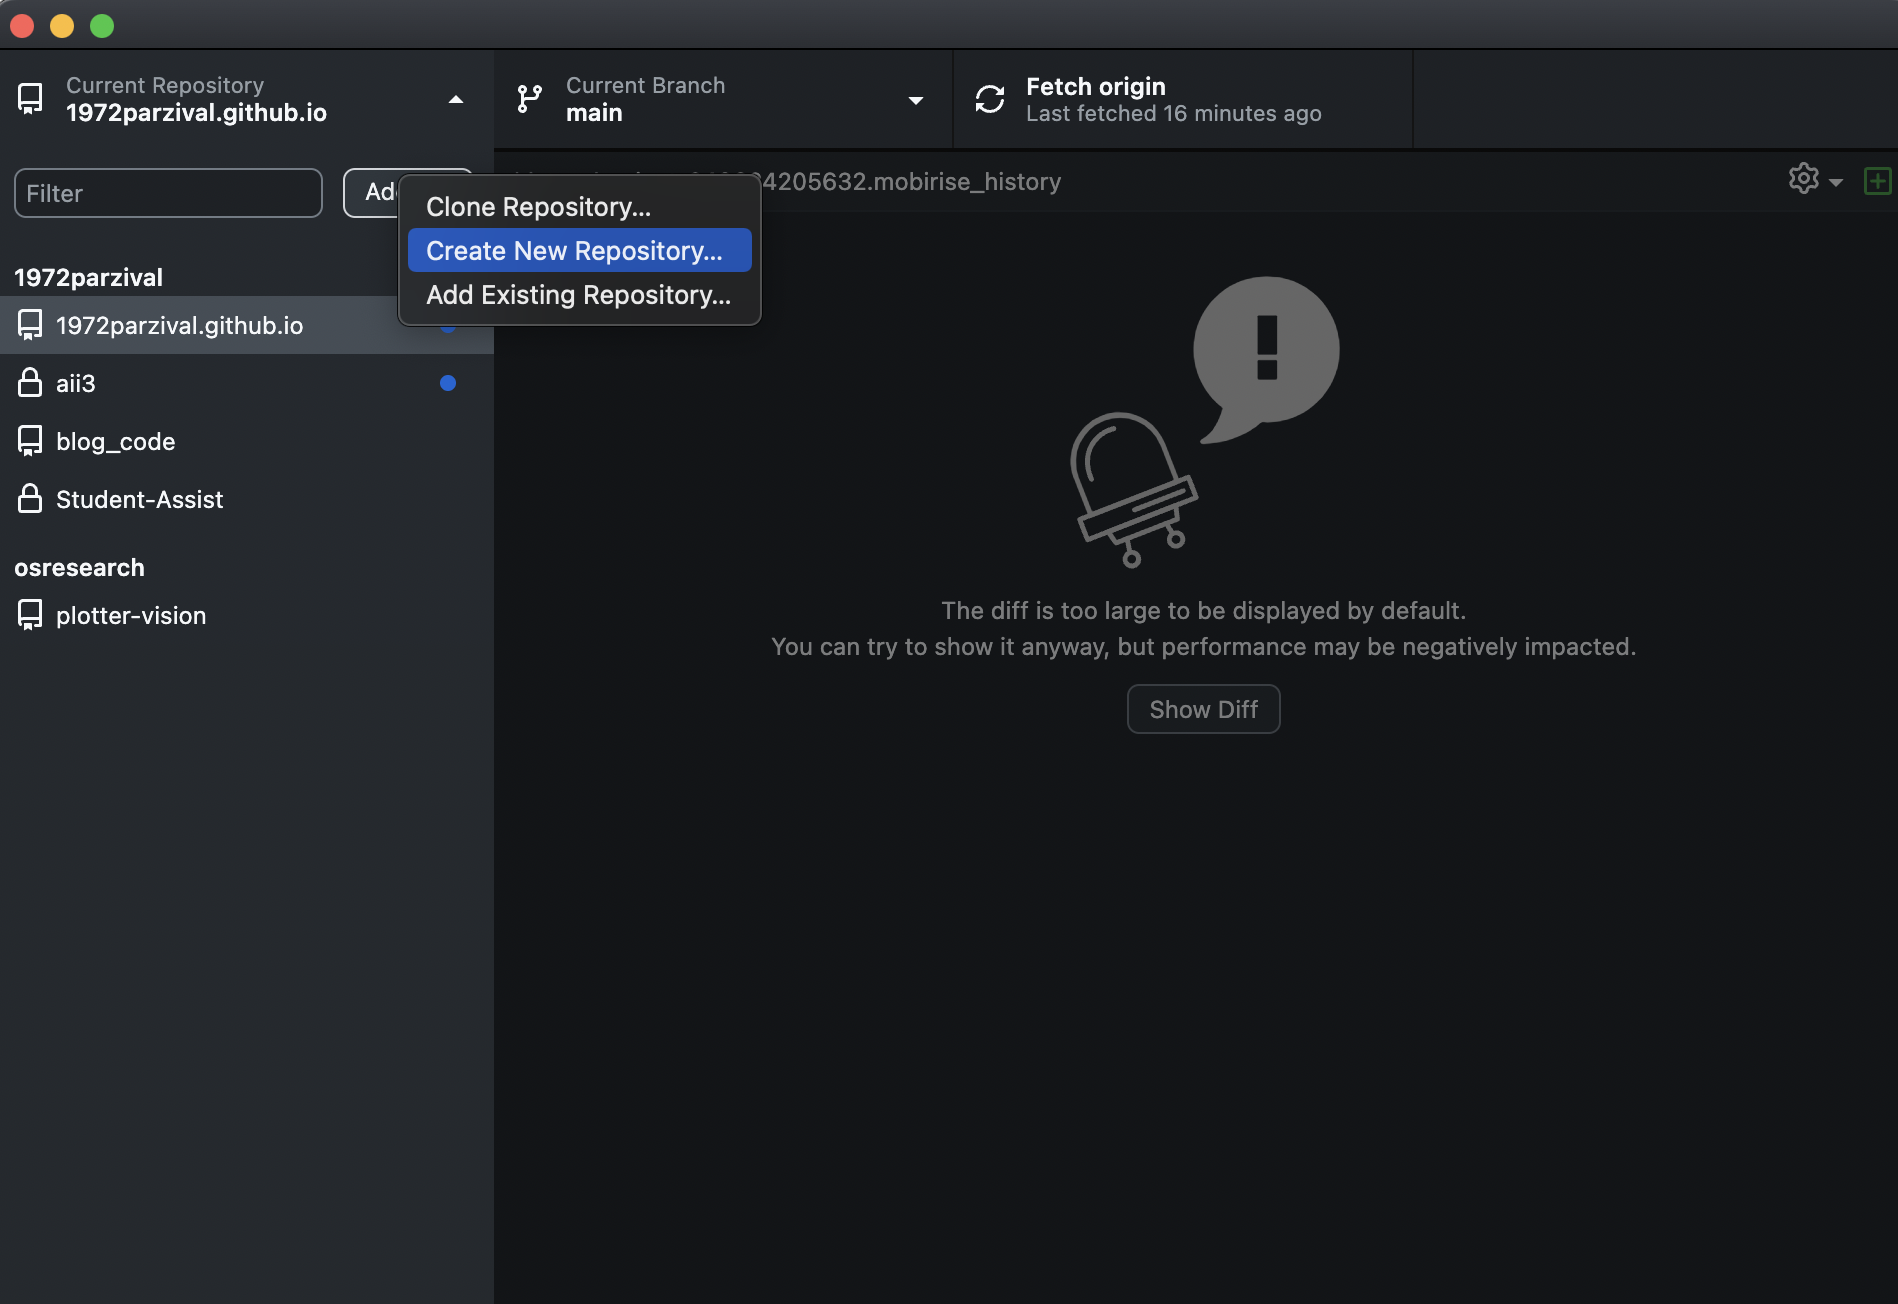 Current Repository
1972parzival.github.io
Current Branch
main
Fetch origin
Last fetched 16 minutes ago
Filter
4205632.mobirise_history
Clone Repository...
Create New Repository...
Add Existing Repository...
1972parzival
1972parzival.github.io
aii3
blog_code
Student-Assist
osresearch
plotter-vision
The diff is too large to be displayed by default.
You can try to show it anyway, but performance may be negatively impacted.
Show Diff